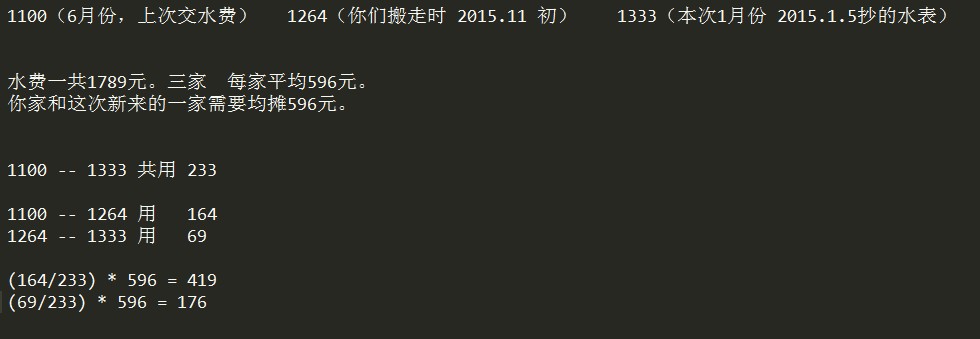 1100（6月份，上次交水费）   1264（你们搬走时 2015.11 初）    1333（本次1月份 2015.1.5抄的水表）
水费一共1789元。三家  每家平均596元。
你家和这次新来的一家需要均摊596元。
1100 -- 1333 共用 233
1100 -- 1264 用   164
1264 -- 1333 用   69
(164/233) * 596 = 419
(69/233) * 596 = 176